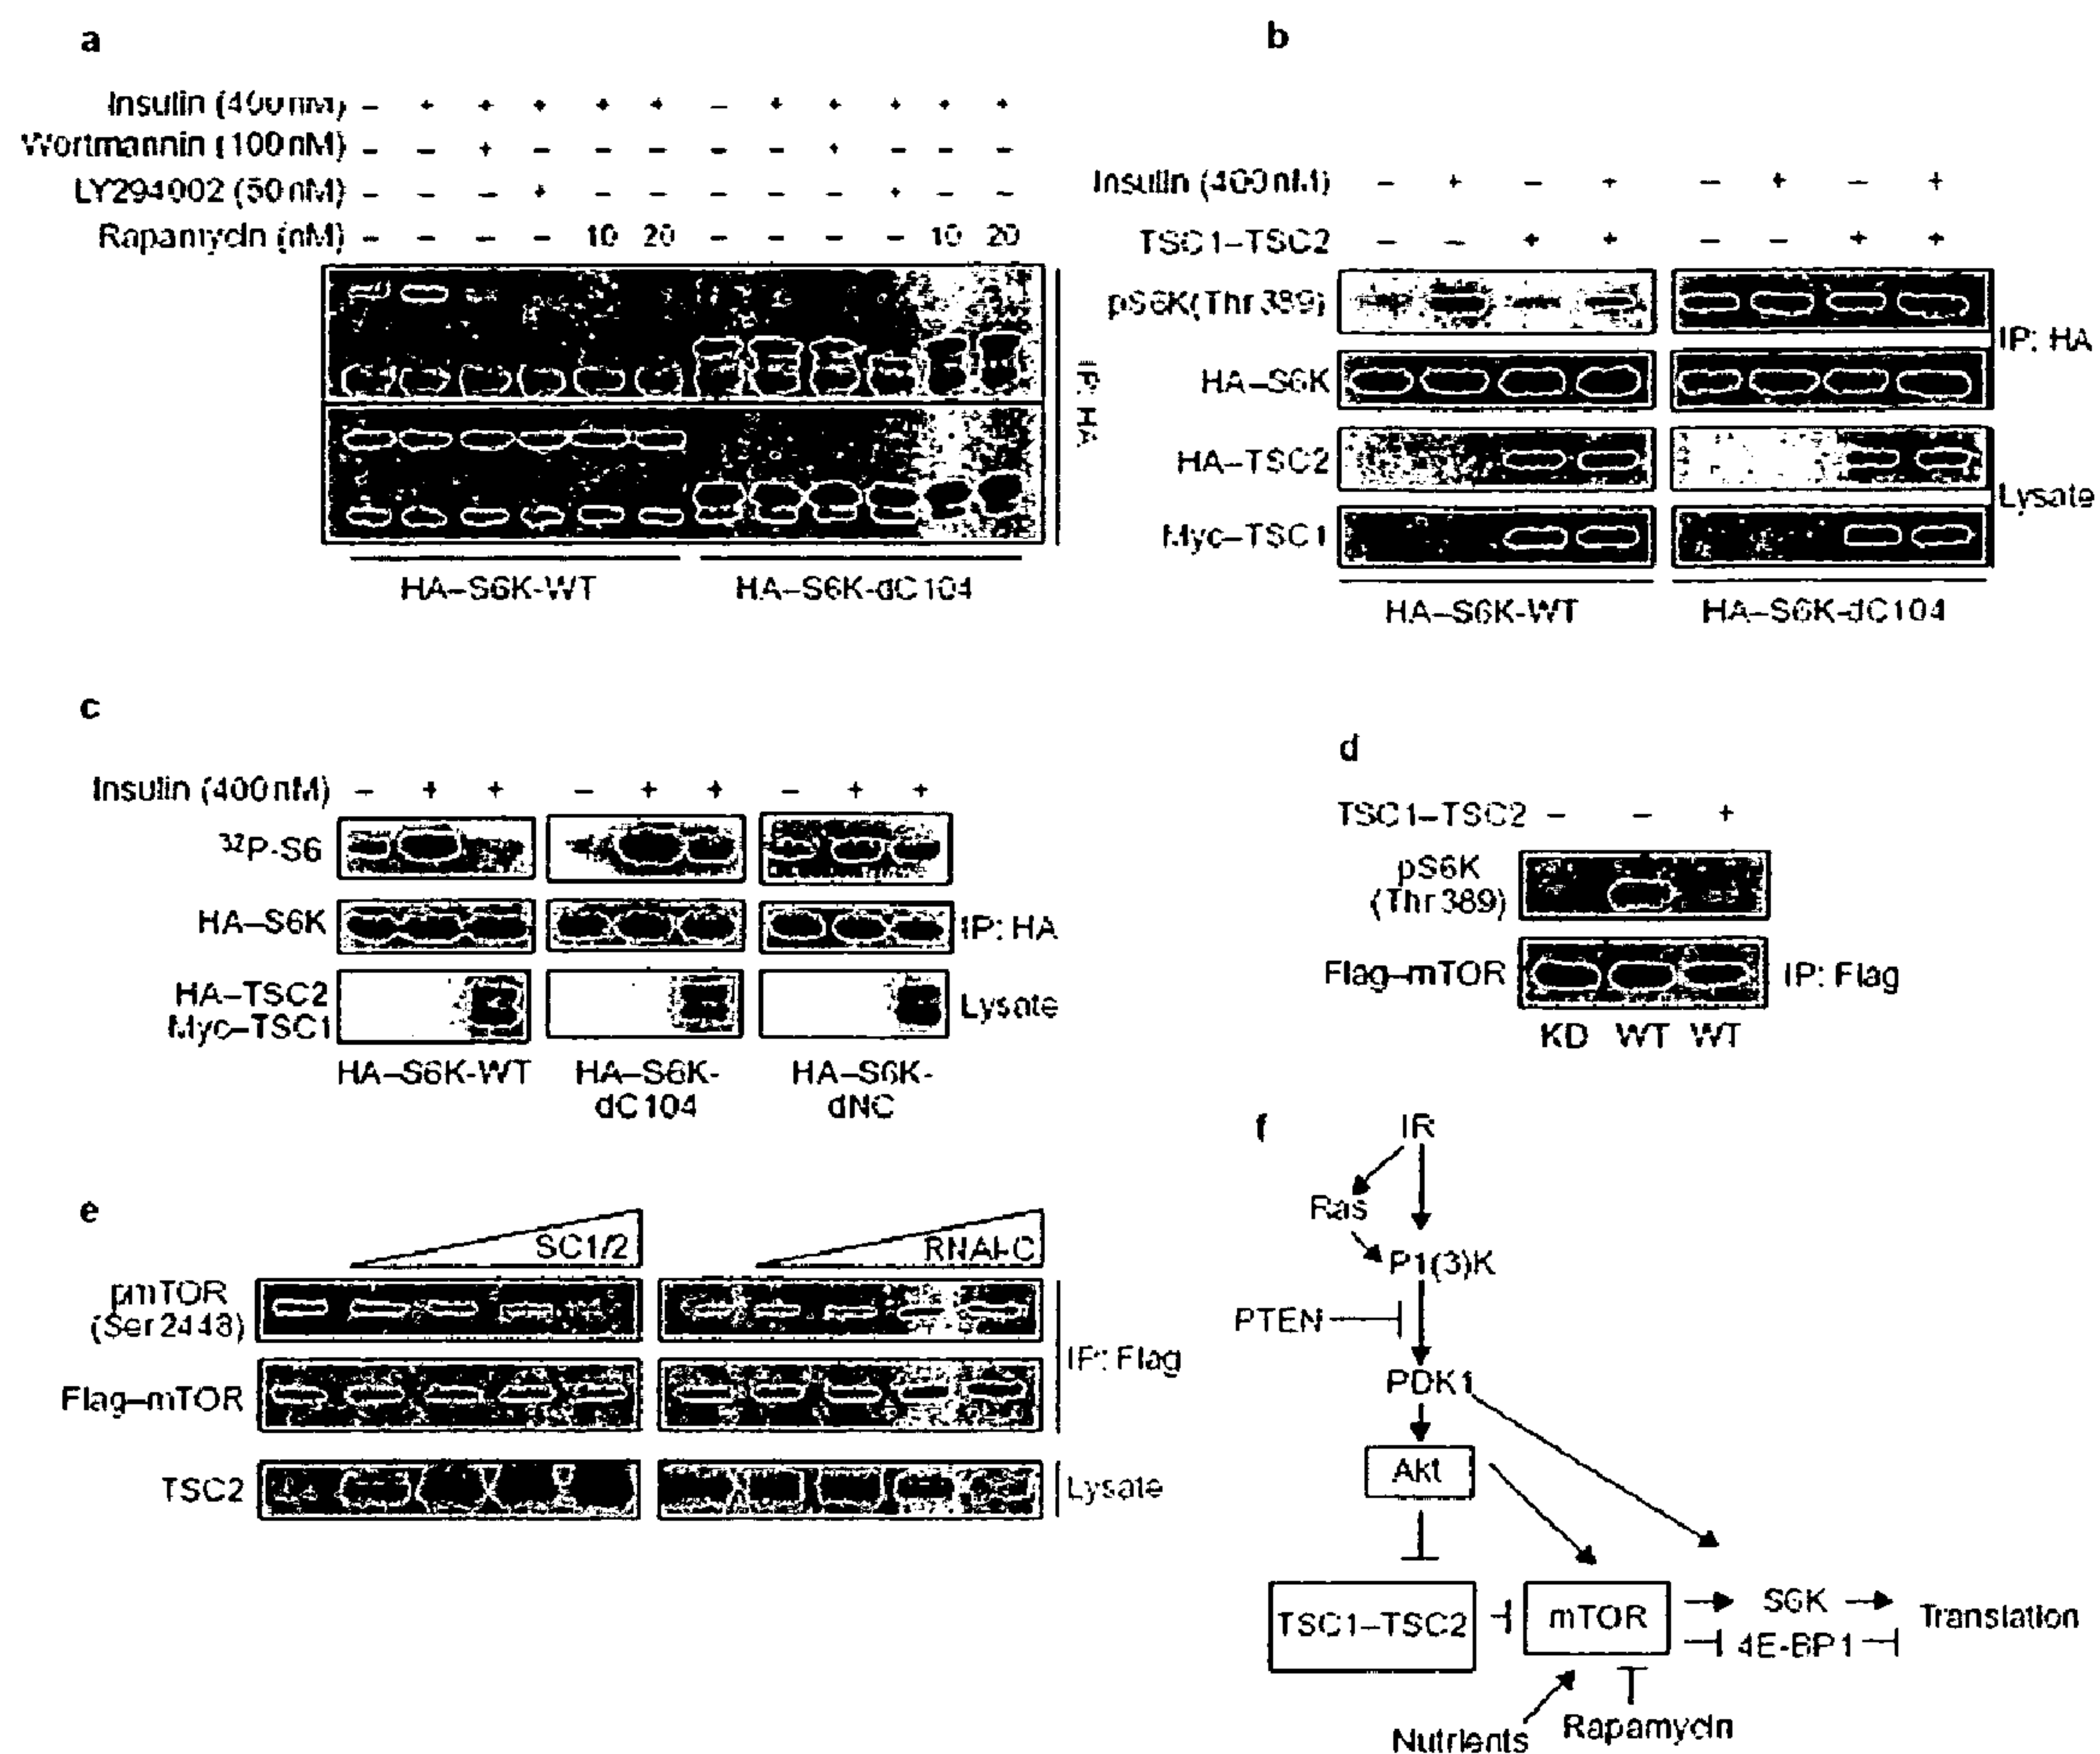 a
Insulin (400 nM) – + + + + + – + + + + +
Wortmannin (100 nM) – – + – – – – – + – – –
LY294002 (50 nM) – – – + – – – – – + – –
Rapamycin (nM) – – – – 10 20 – – – – 10 20
IP: HA
HA–S6K-WT HA–S6K-dC104
b
Insulin (400 nM) – + – + – + – +
TSC1–TSC2 – – + + – – + +
pS6K(Thr 389)
HA–S6K
IP: HA
HA–TSC2
Myc–TSC1
Lysate
HA–S6K-WT HA–S6K-dC104
c
Insulin (400 nM) – + + – + + – + +
32P-S6
HA–S6K
IP: HA
HA–TSC2
Myc–TSC1
Lysate
HA–S6K-WT HA–S6K-dC104 HA–S6K-dNC
d
TSC1–TSC2 – – +
pS6K
(Thr 389)
Flag–mTOR
IP: Flag
KD WT WT
e
SC1/2 RNAi-C
pmTOR
(Ser 2448)
Flag–mTOR
IP: Flag
TSC2
Lysate
f
IR
Ras
P1(3)K
PTEN
PDK1
Akt
TSC1–TSC2
mTOR
S6K
4E-BP1
Translation
Nutrients
Rapamycin